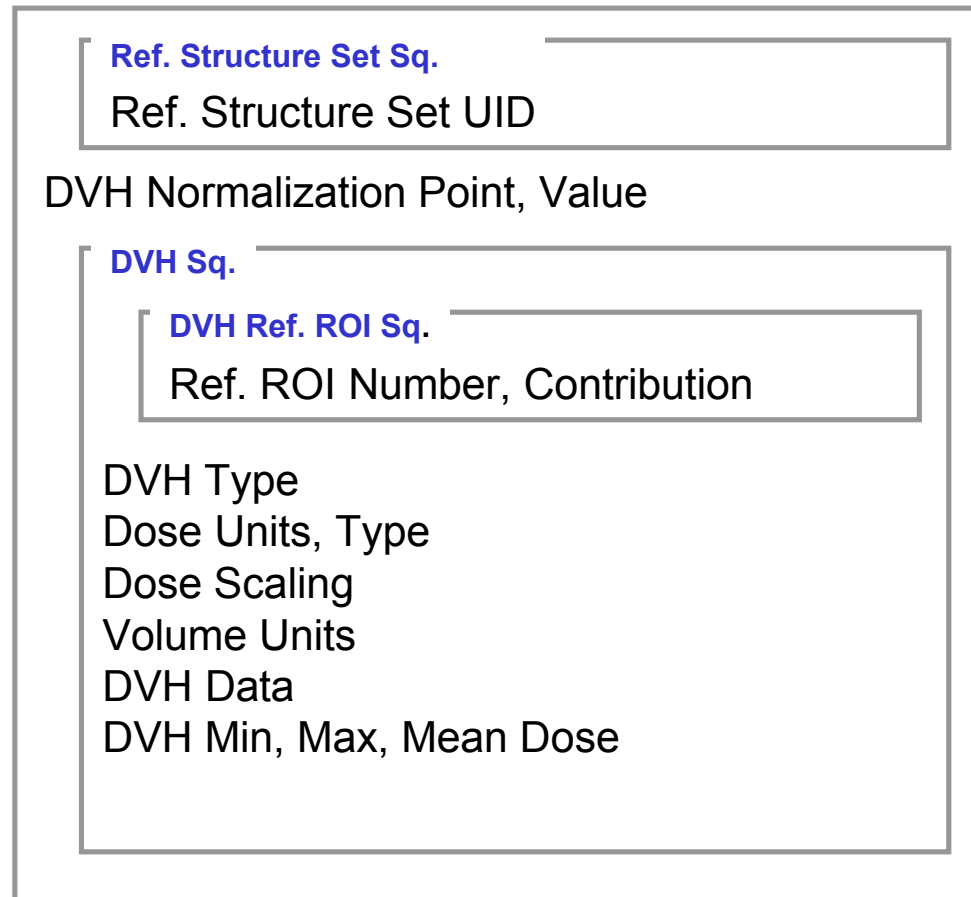 Ref. Structure Set Sq.
Ref. Structure Set UID
DVH Normalization Point, Value
DVH Sq.
DVH Ref. ROI Sq.
Ref. ROI Number, Contribution
DVH Type
Dose Units, Type
Dose Scaling
Volume Units
DVH Data
DVH Min, Max, Mean Dose